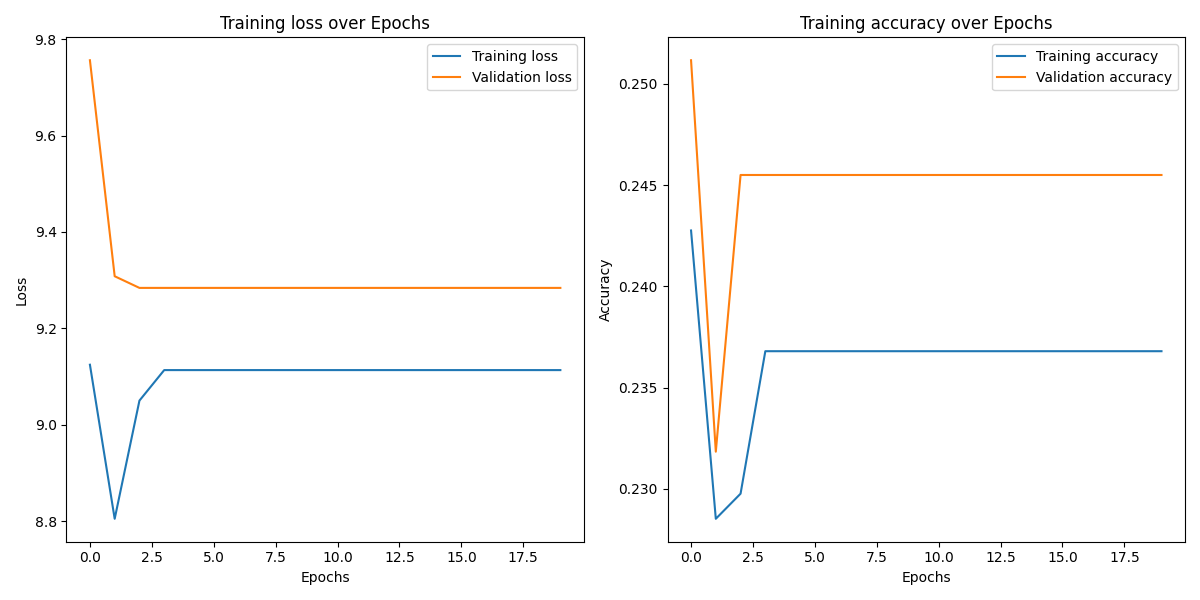 Training loss over Epochs
Training loss
Validation loss
9.8
9.6
9.4
9.2
9.0
8.8
Loss
0.0 2.5 5.0 7.5 10.0 12.5 15.0 17.5
Epochs
Training accuracy over Epochs
Training accuracy
Validation accuracy
0.250
0.245
0.240
0.235
0.230
Accuracy
0.0 2.5 5.0 7.5 10.0 12.5 15.0 17.5
Epochs